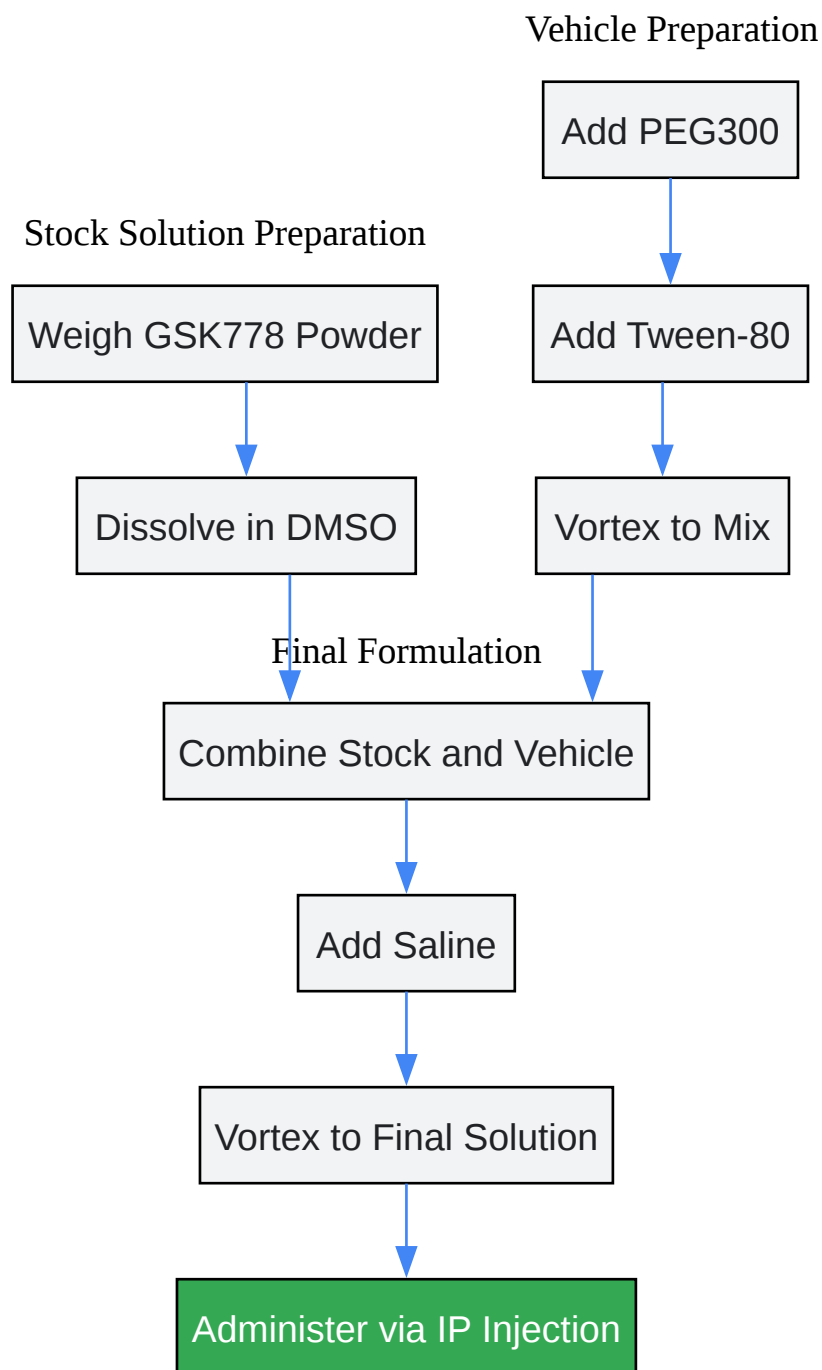 Vehicle Preparation
Add PEG300
Stock Solution Preparation
Weigh GSK778 Powder
Add Tween-80
Dissolve in DMSO
Vortex to Mix
Final Formulation
Combine Stock and Vehicle
Add Saline
Vortex to Final Solution
Administer via IP Injection